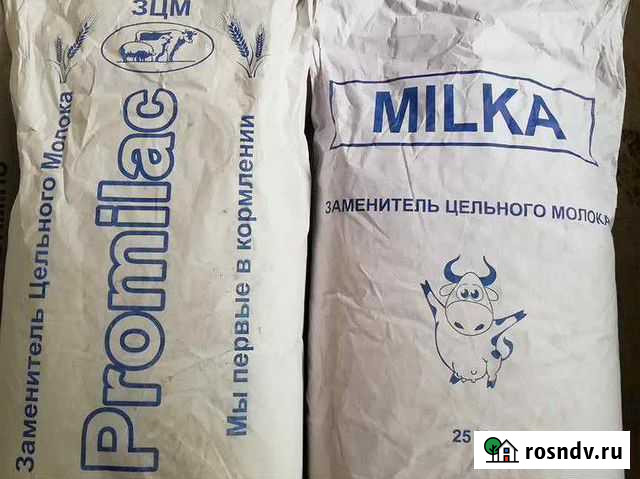 ЗЦМ
Заменитель Цельного Молока
Promilac
Мы первые в кормлении
MILKA
ЗАМЕНИТЕЛЬ ЦЕЛЬНОГО МОЛОКА
25
rosndv.ru